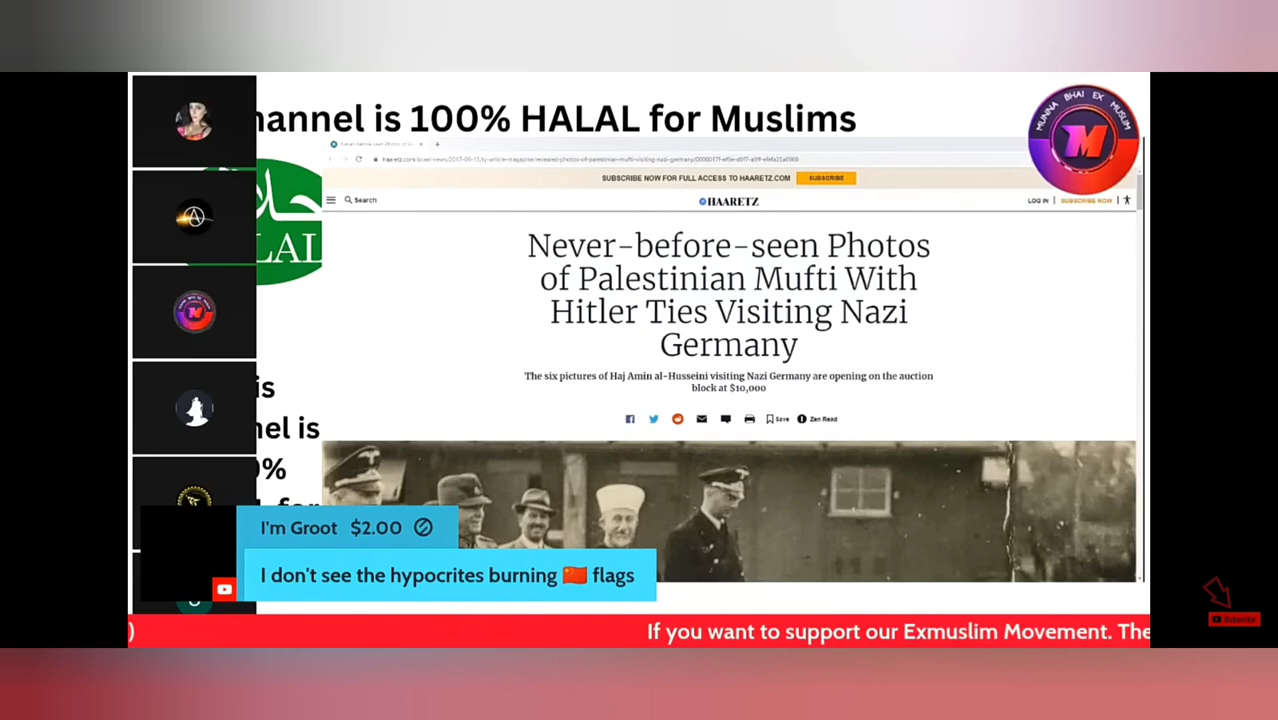 hannel is 100% HALAL for Muslims
MUNNA BHAI EX MUSLIM
M
SUBSCRIBE NOW FOR FULL ACCESS TO HAARETZ.COM SUBSCRIBE
Search
HAARETZ
LOG IN | SUBSCRIBE NOW |
Never-before-seen Photos
of Palestinian Mufti With
Hitler Ties Visiting Nazi
Germany
The six pictures of Haj Amin al-Husseini visiting Nazi Germany are opening on the auction
block at $10,000
Save
Zen Read
LAL
is
nel is
%
I'm Groot $2.00
I don't see the hypocrites burning 🇨🇳 flags
) If you want to support our Exmuslim Movement. The
Subscribe